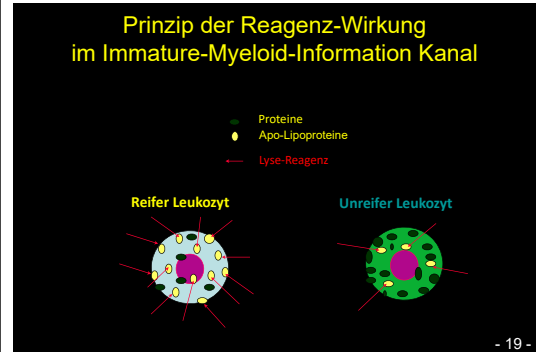 Prinzip der Reagenz-Wirkung
im Immature-Myeloid-Information Kanal
Proteine
Apo-Lipoproteine
Lyse-Reagenz
Reifer Leukozyt
Unreifer Leukozyt
- 19 -